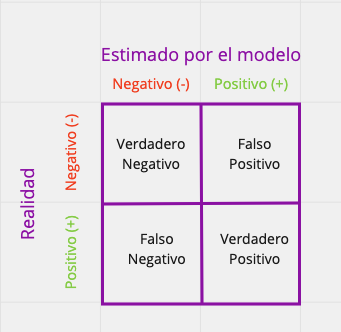 Estimado por el modelo
Negativo (-)
Positivo (+)
Realidad
Negativo (-)
Verdadero
Negativo
Falso
Positivo
Positivo (+)
Falso
Negativo
Verdadero
Positivo